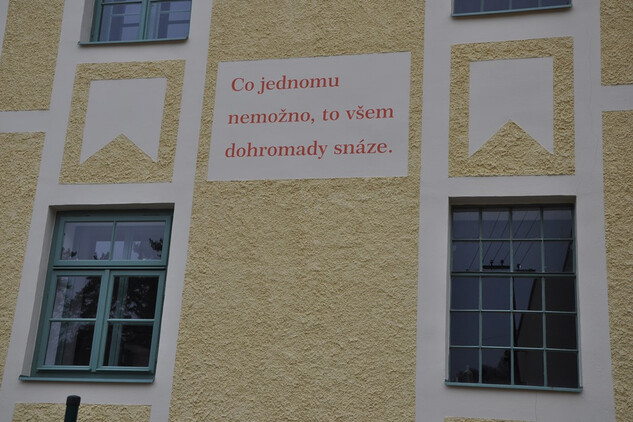 Co jednomu
nemožno, to všem
dohromady snáze.